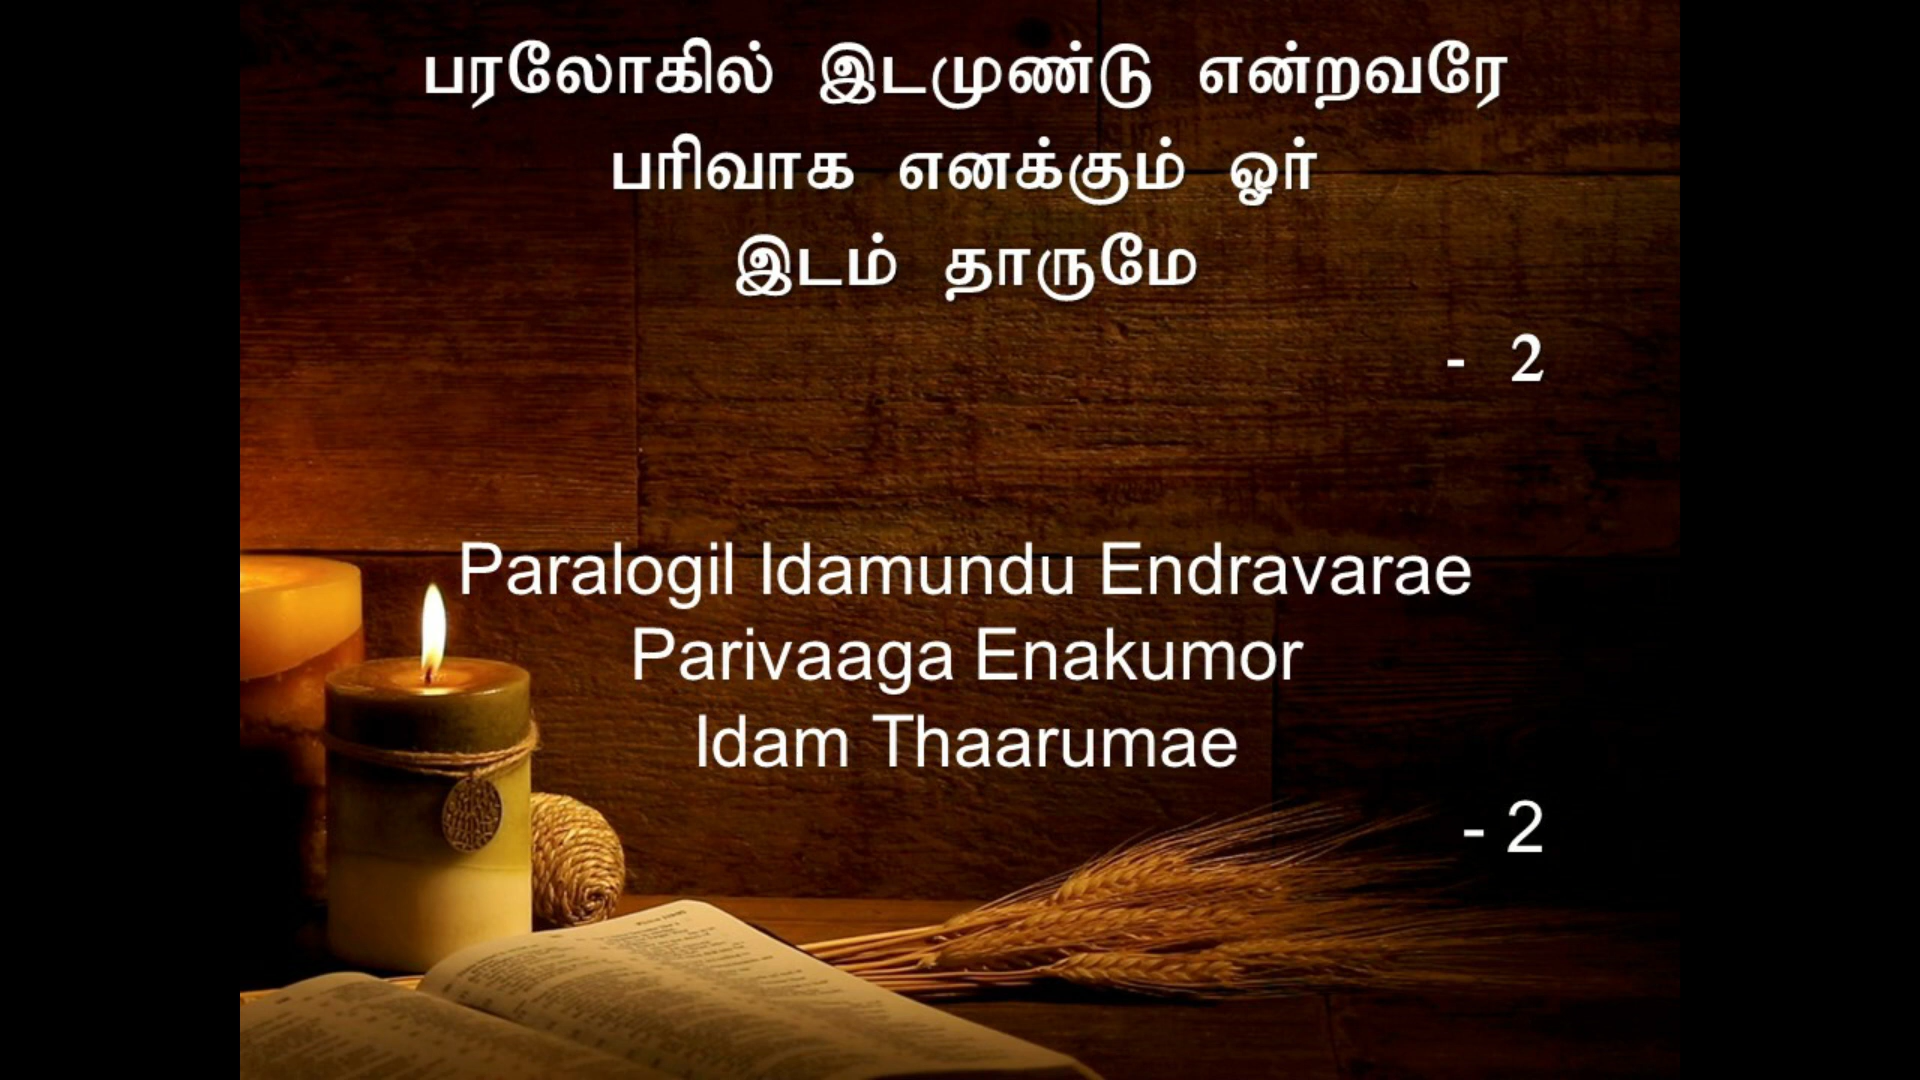 பரலோகில் இடமுண்டு என்றவரே
பரிவாக எனக்கும் ஓர்
இடம் தாருமே
- 2
Paralogil Idamundu Endravarae
Parivaaga Enakumor
Idam Thaarumae
- 2